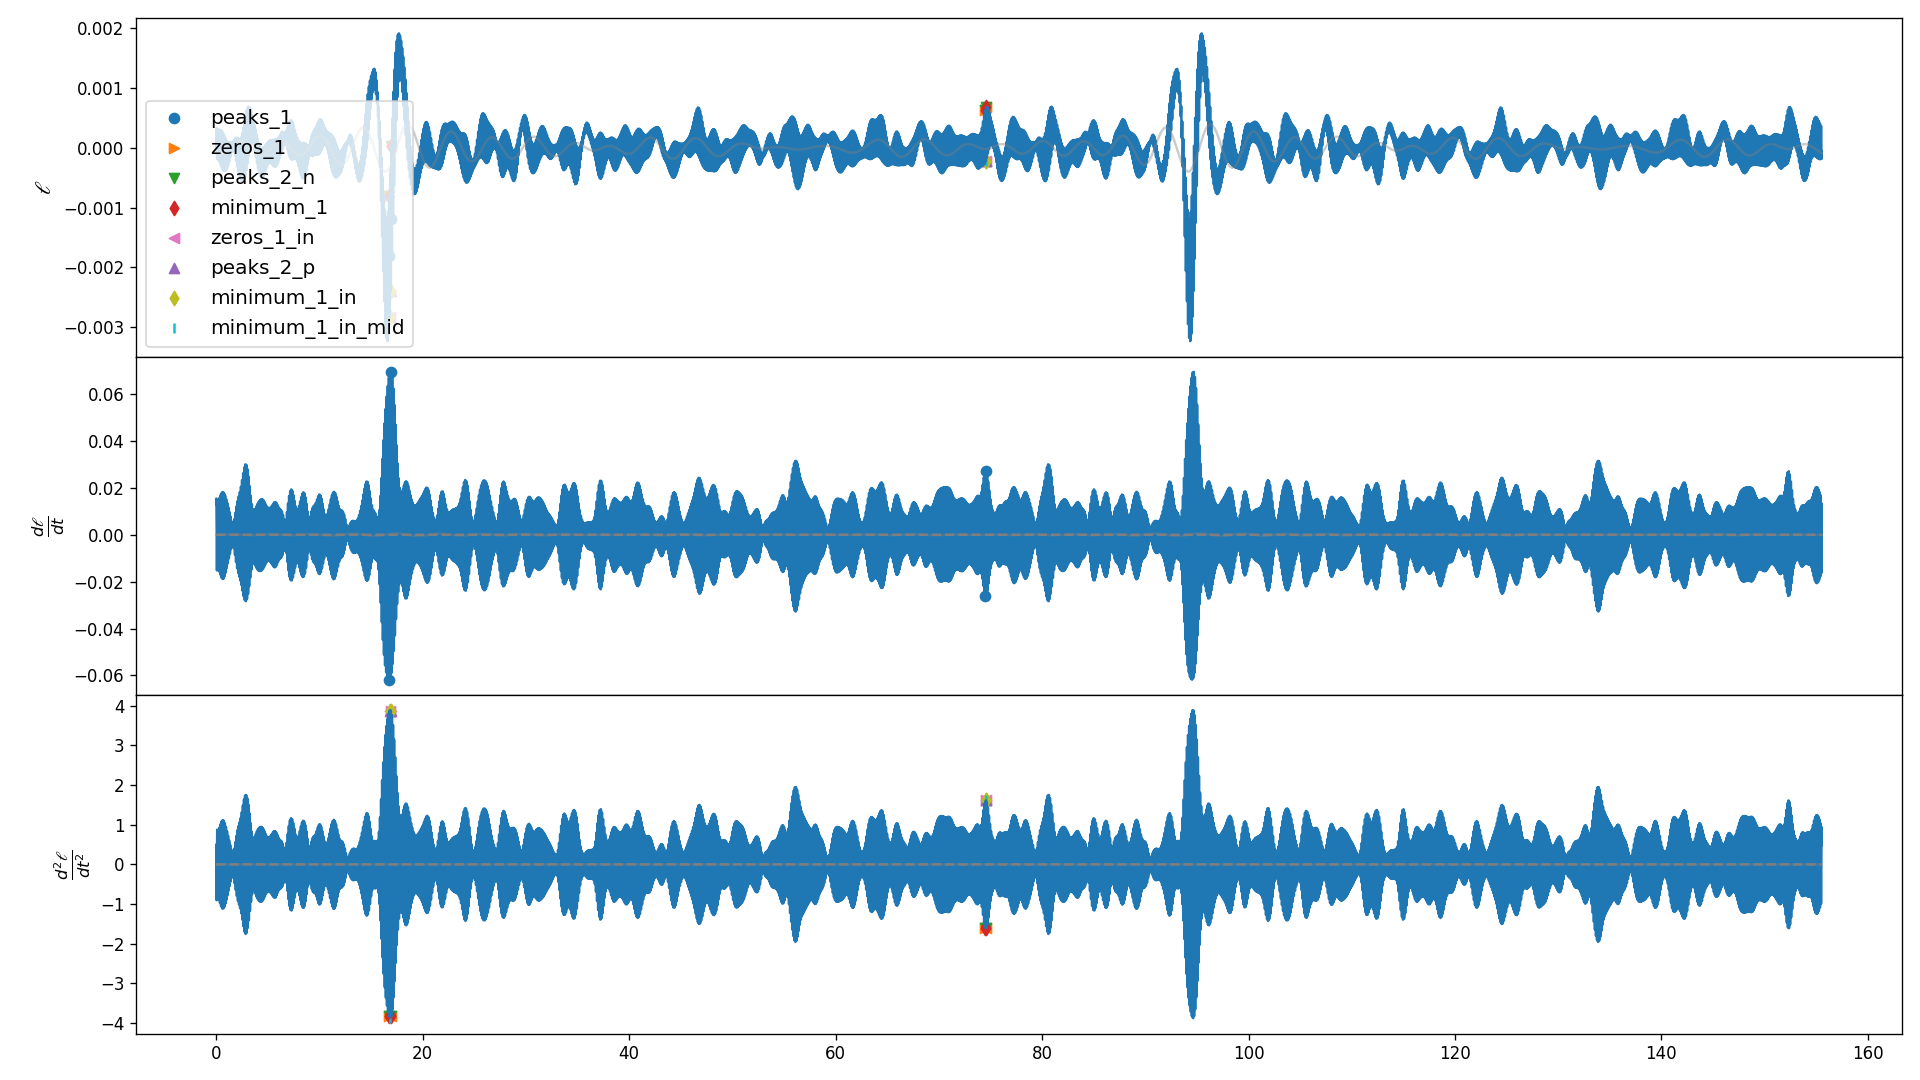 0.002
0.001
0.000
−0.001
−0.002
−0.003
ℓ
peaks_1
zeros_1
peaks_2_n
minimum_1
zeros_1_in
peaks_2_p
minimum_1_in
minimum_1_in_mid
0.06
0.04
0.02
0.00
−0.02
−0.04
−0.06
dℓ/dt
4
3
2
1
0
−1
−2
−3
−4
d²ℓ/dt²
0 20 40 60 80 100 120 140 160